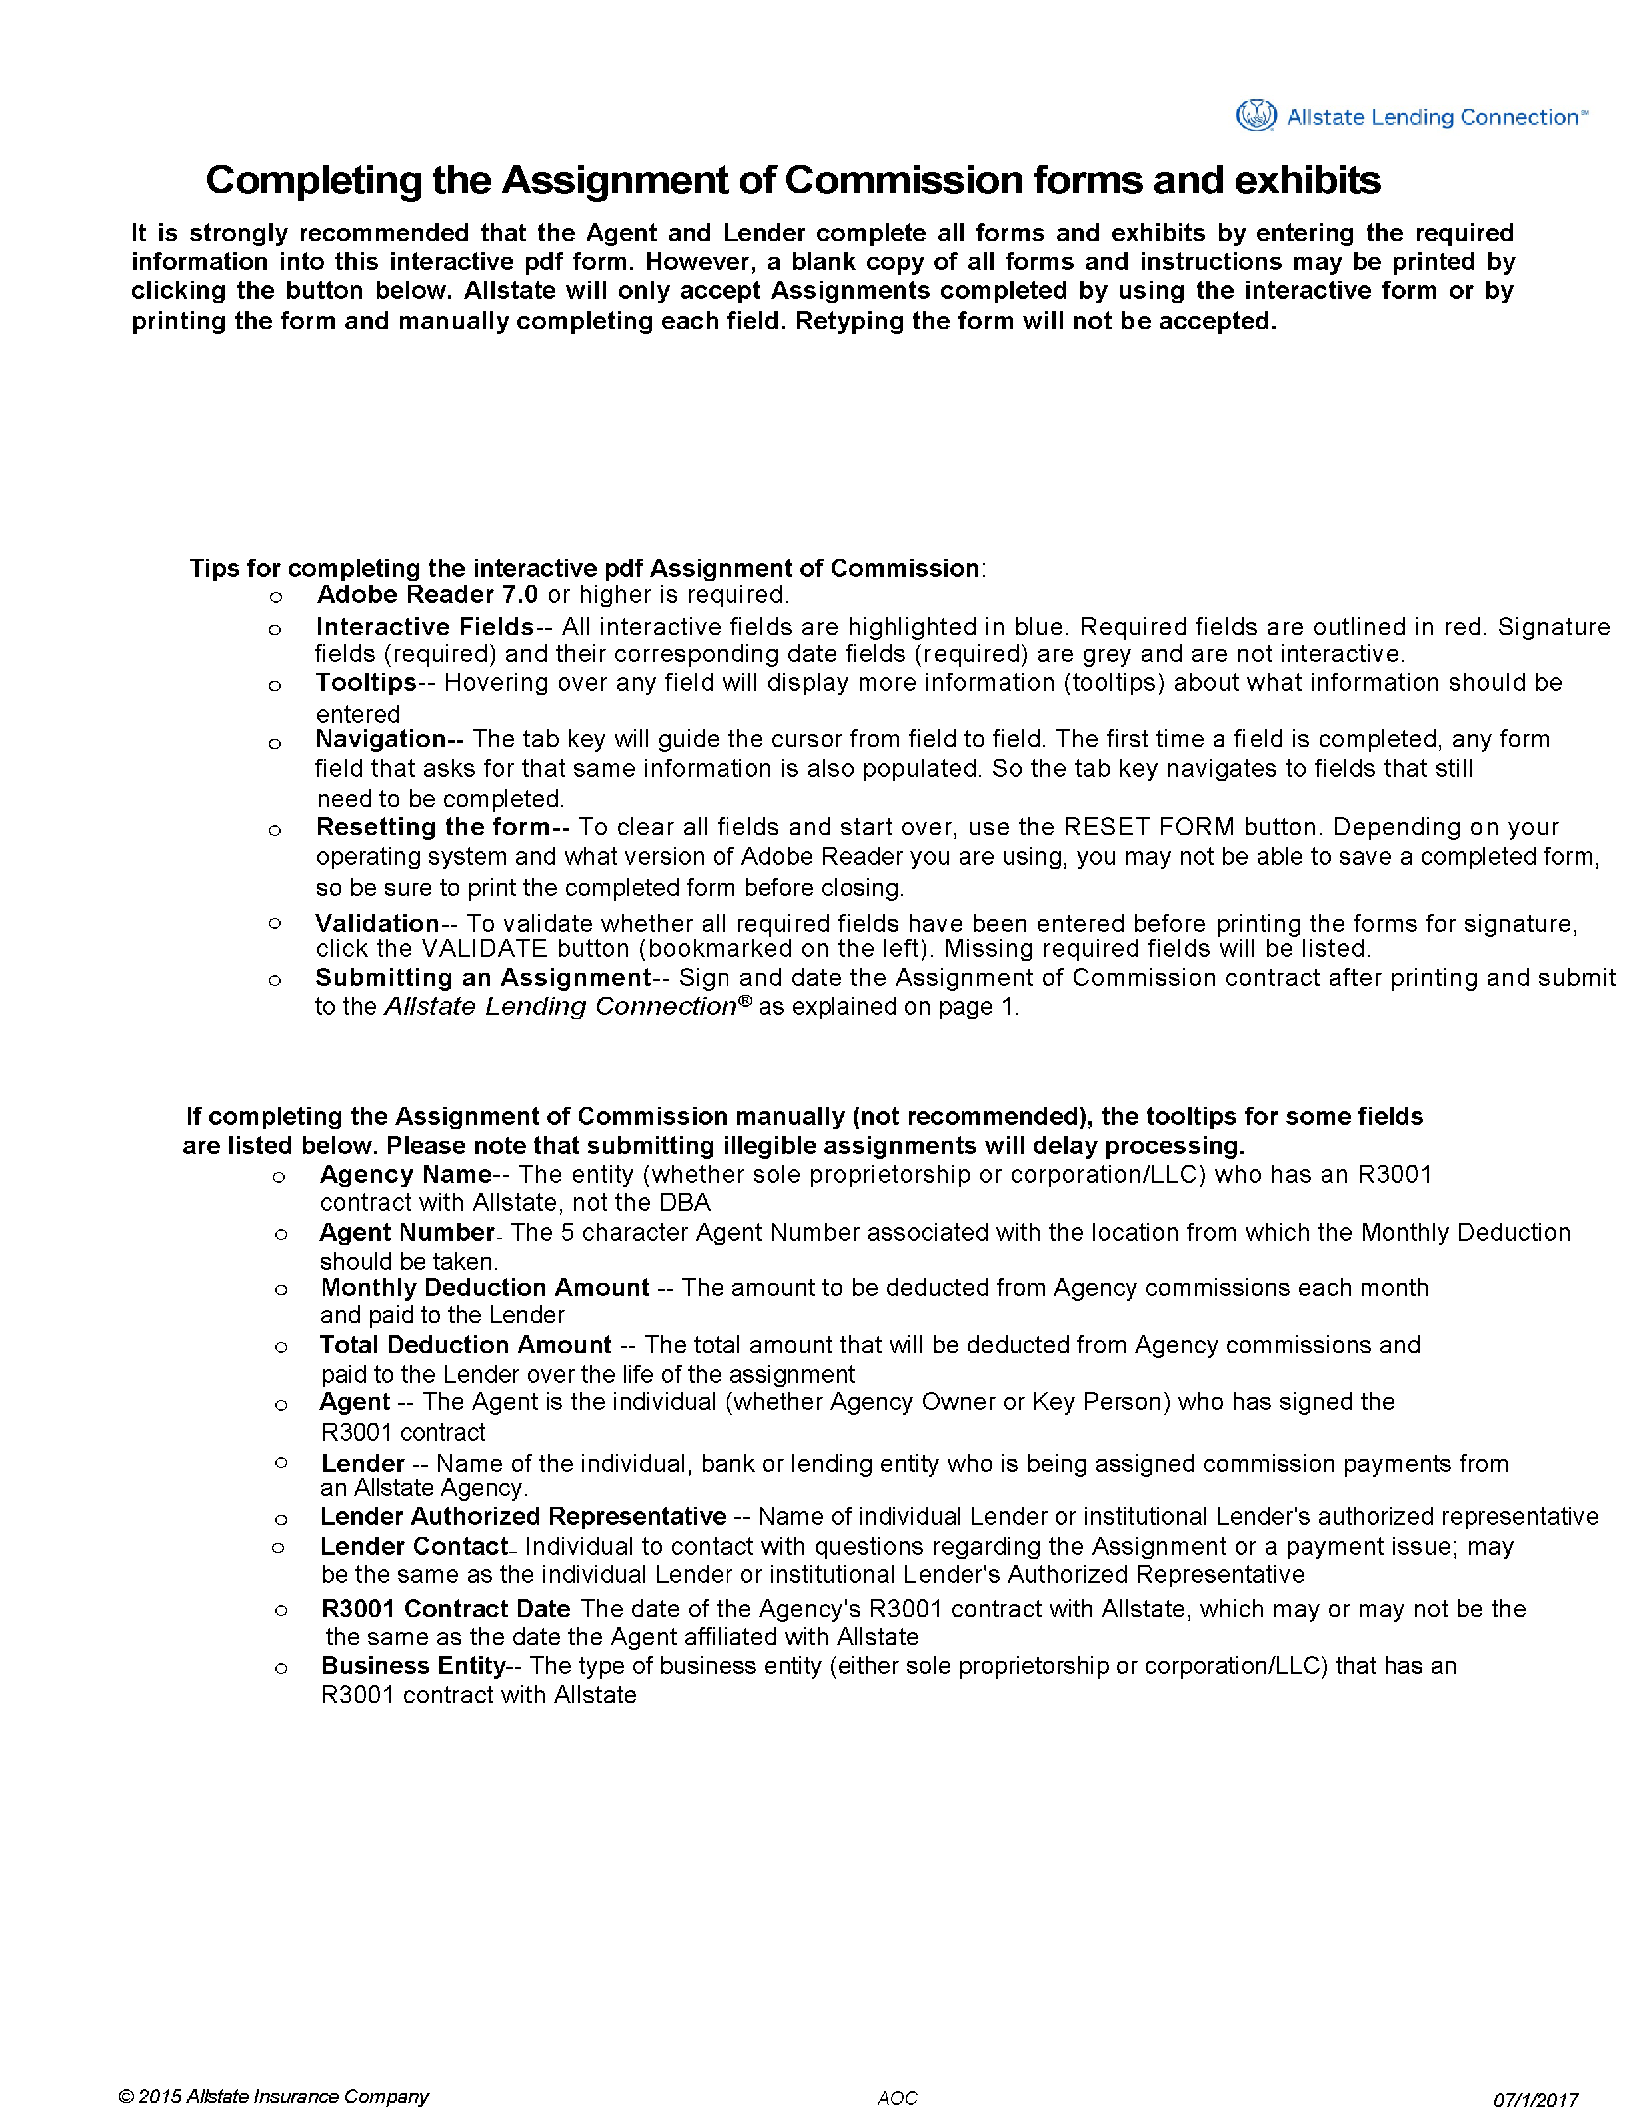 Allstate Lending Connection℠
Completing the Assignment of Commission forms and exhibits
It is strongly recommended that the Agent and Lender complete all forms and exhibits by entering the required
information into this interactive pdf form. However, a blank copy of all forms and instructions may be printed by
clicking the button below. Allstate will only accept Assignments completed by using the interactive form or by
printing the form and manually completing each field. Retyping the form will not be accepted.
Tips for completing the interactive pdf Assignment of Commission:
o Adobe Reader 7.0 or higher is required.
o Interactive Fields-- All interactive fields are highlighted in blue. Required fields are outlined in red. Signature
fields (required) and their corresponding date fields (required) are grey and are not interactive.
o Tooltips-- Hovering over any field will display more information (tooltips) about what information should be
entered
o Navigation-- The tab key will guide the cursor from field to field. The first time a field is completed, any form
field that asks for that same information is also populated. So the tab key navigates to fields that still
need to be completed.
o Resetting the form-- To clear all fields and start over, use the RESET FORM button. Depending on your
operating system and what version of Adobe Reader you are using, you may not be able to save a completed form,
so be sure to print the completed form before closing.
o Validation-- To validate whether all required fields have been entered before printing the forms for signature,
click the VALIDATE button (bookmarked on the left). Missing required fields will be listed.
o Submitting an Assignment-- Sign and date the Assignment of Commission contract after printing and submit
to the Allstate Lending Connection® as explained on page 1.
If completing the Assignment of Commission manually (not recommended), the tooltips for some fields
are listed below. Please note that submitting illegible assignments will delay processing.
o Agency Name-- The entity (whether sole proprietorship or corporation/LLC) who has an R3001
contract with Allstate, not the DBA
o Agent Number- The 5 character Agent Number associated with the location from which the Monthly Deduction
should be taken.
o Monthly Deduction Amount -- The amount to be deducted from Agency commissions each month
and paid to the Lender
o Total Deduction Amount -- The total amount that will be deducted from Agency commissions and
paid to the Lender over the life of the assignment
o Agent -- The Agent is the individual (whether Agency Owner or Key Person) who has signed the
R3001 contract
o Lender -- Name of the individual, bank or lending entity who is being assigned commission payments from
an Allstate Agency.
o Lender Authorized Representative -- Name of individual Lender or institutional Lender's authorized representative
o Lender Contact– Individual to contact with questions regarding the Assignment or a payment issue; may
be the same as the individual Lender or institutional Lender's Authorized Representative
o R3001 Contract Date The date of the Agency's R3001 contract with Allstate, which may or may not be the
the same as the date the Agent affiliated with Allstate
o Business Entity-- The type of business entity (either sole proprietorship or corporation/LLC) that has an
R3001 contract with Allstate
© 2015 Allstate Insurance Company AOC 07/1/2017